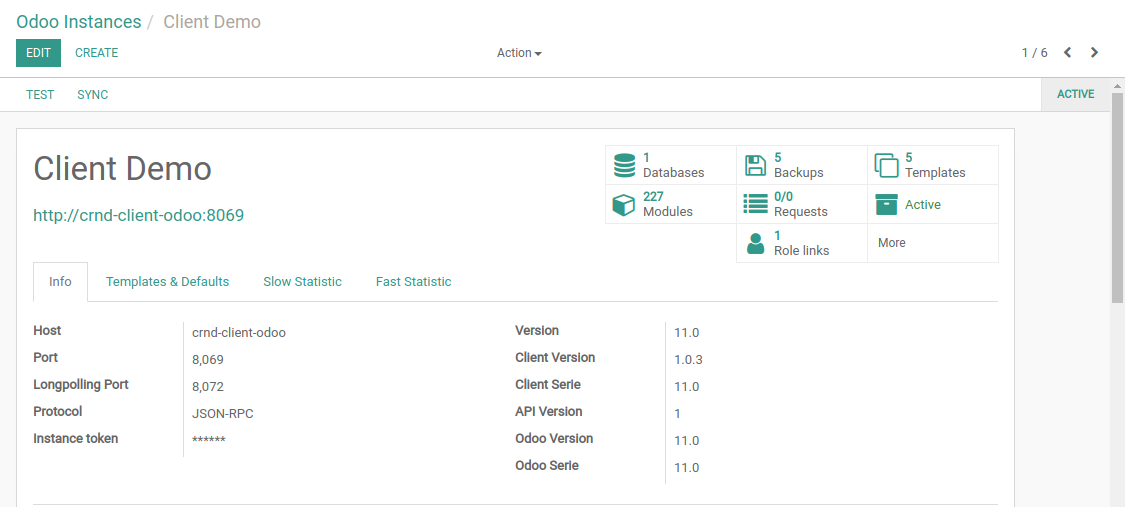 Odoo Instances / Client Demo
EDIT CREATE Action 1 / 6
TEST SYNC ACTIVE
Client Demo
http://crnd-client-odoo:8069
1 Databases
5 Backups
5 Templates
227 Modules
0/0 Requests
Active
1 Role links
More
Info Templates & Defaults Slow Statistic Fast Statistic
Host crnd-client-odoo
Port 8,069
Longpolling Port 8,072
Protocol JSON-RPC
Instance token ******
Version 11.0
Client Version 1.0.3
Client Serie 11.0
API Version 1
Odoo Version 11.0
Odoo Serie 11.0